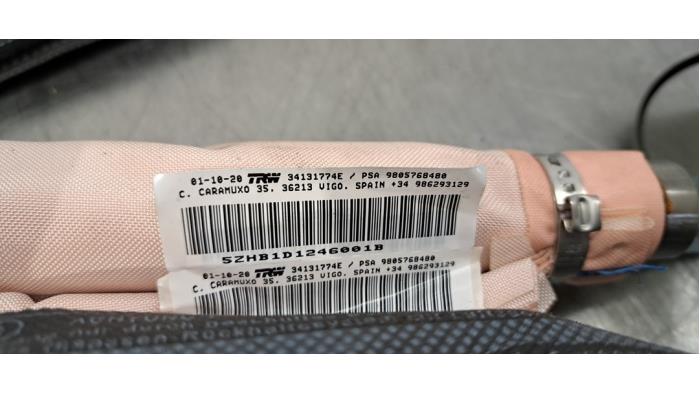 01-10-20 TRW 34131774E / PSA 9805768480
C. CARAMUXO 35. 36213 VIGO. SPAIN +34 986293129
5ZHB1D1246001B
01-10-20 TRW 34131774E / PSA 9805768480
C. CARAMUXO 35. 36213 VIGO. SPAIN +34 986293129